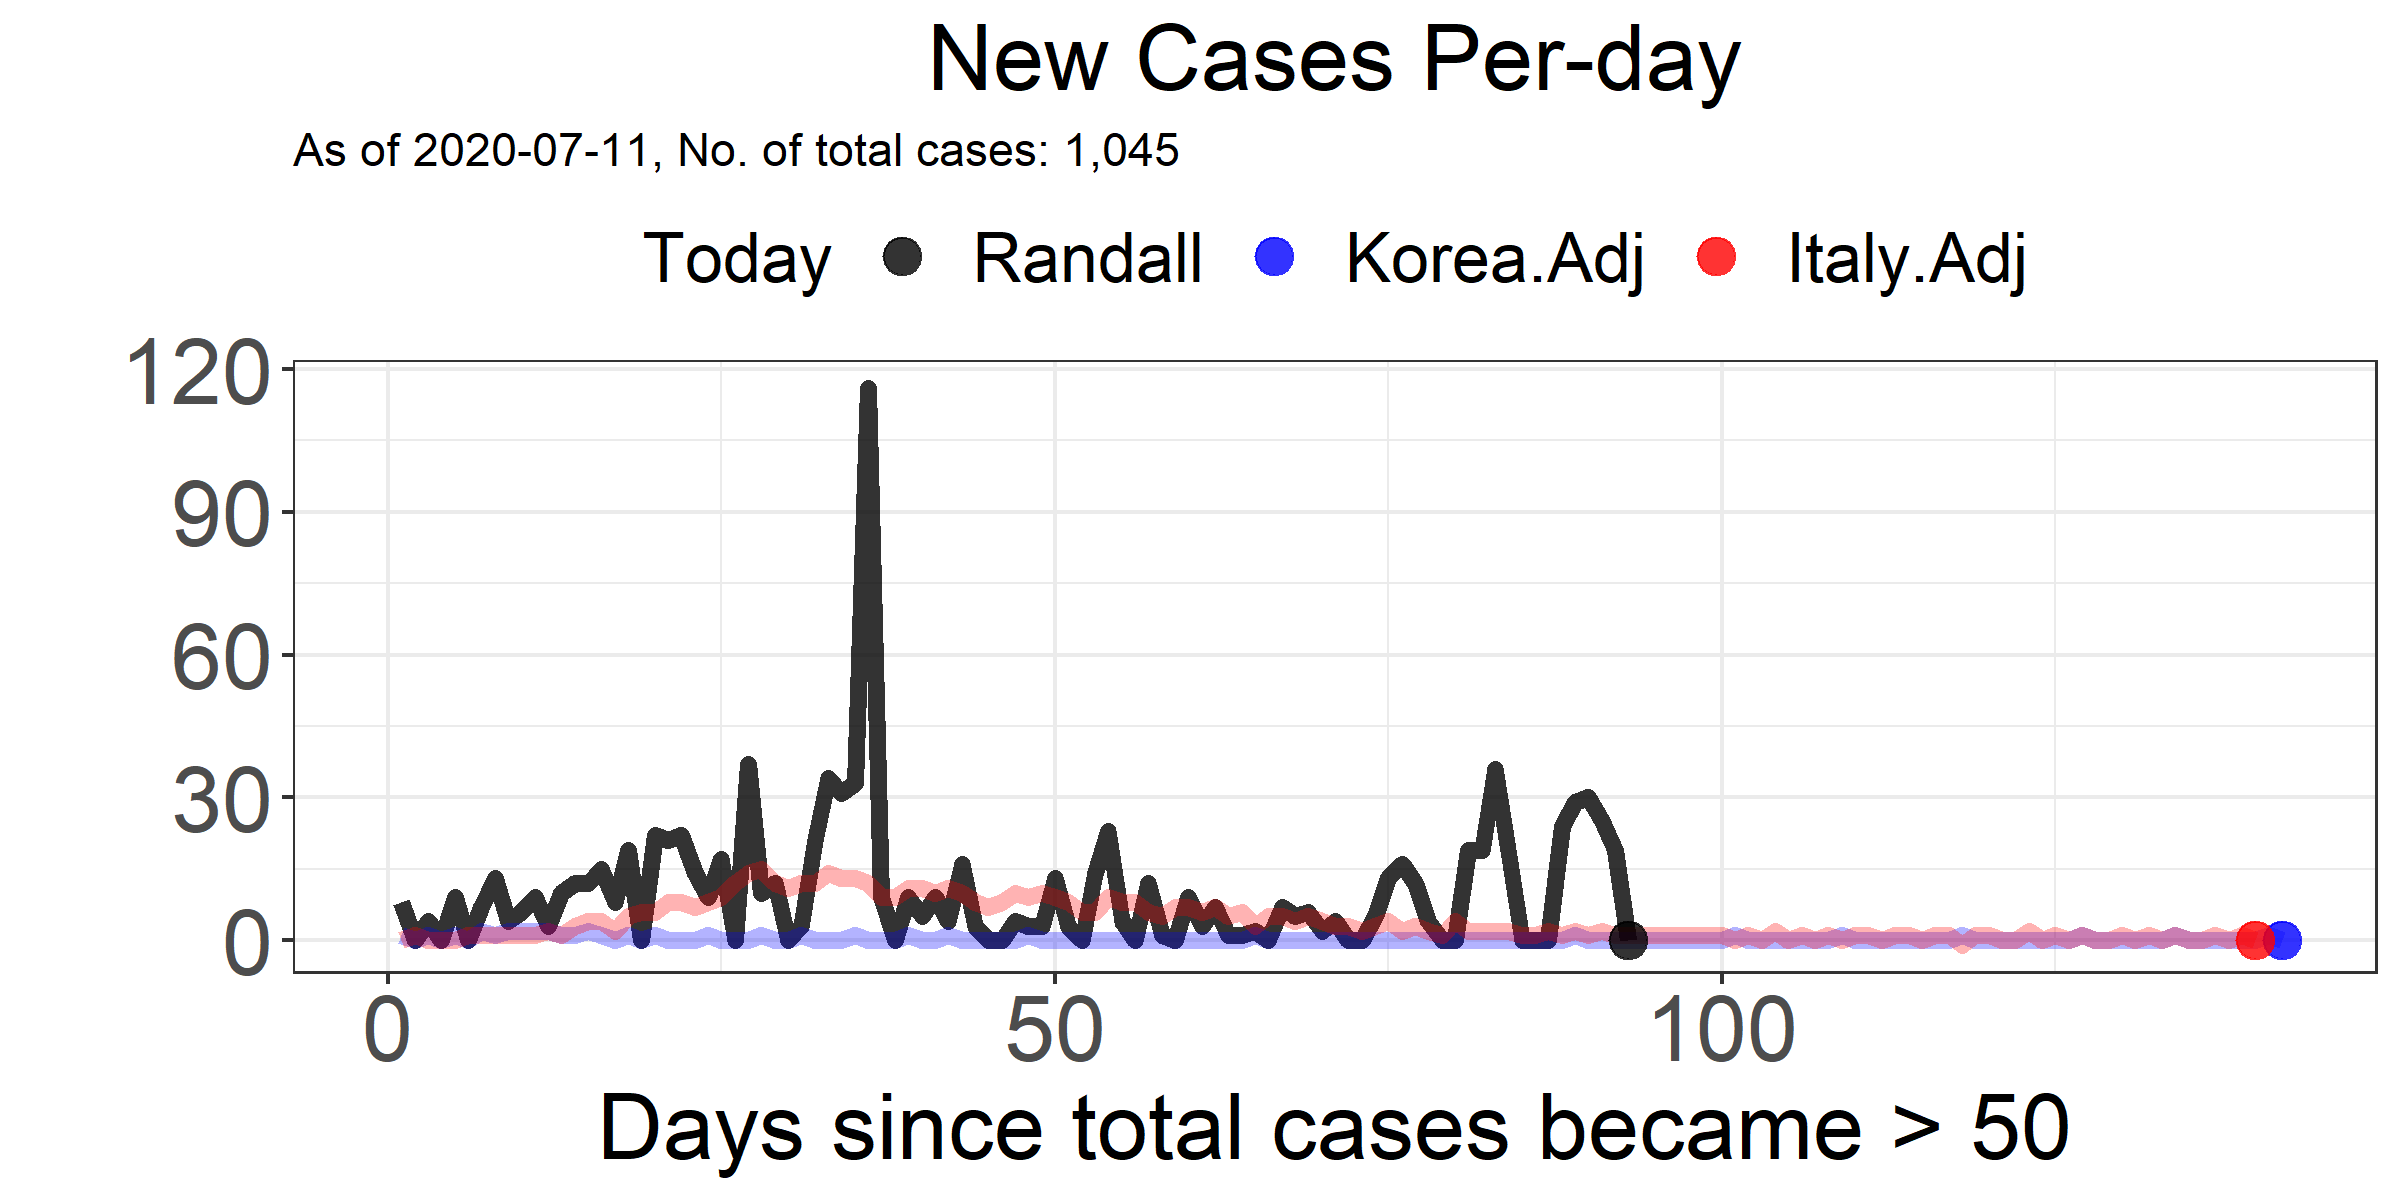 New Cases Per-day
As of 2020-07-11, No. of total cases: 1,045
Today Randall Korea.Adj Italy.Adj
120
90
60
30
0
0 50 100
Days since total cases became > 50